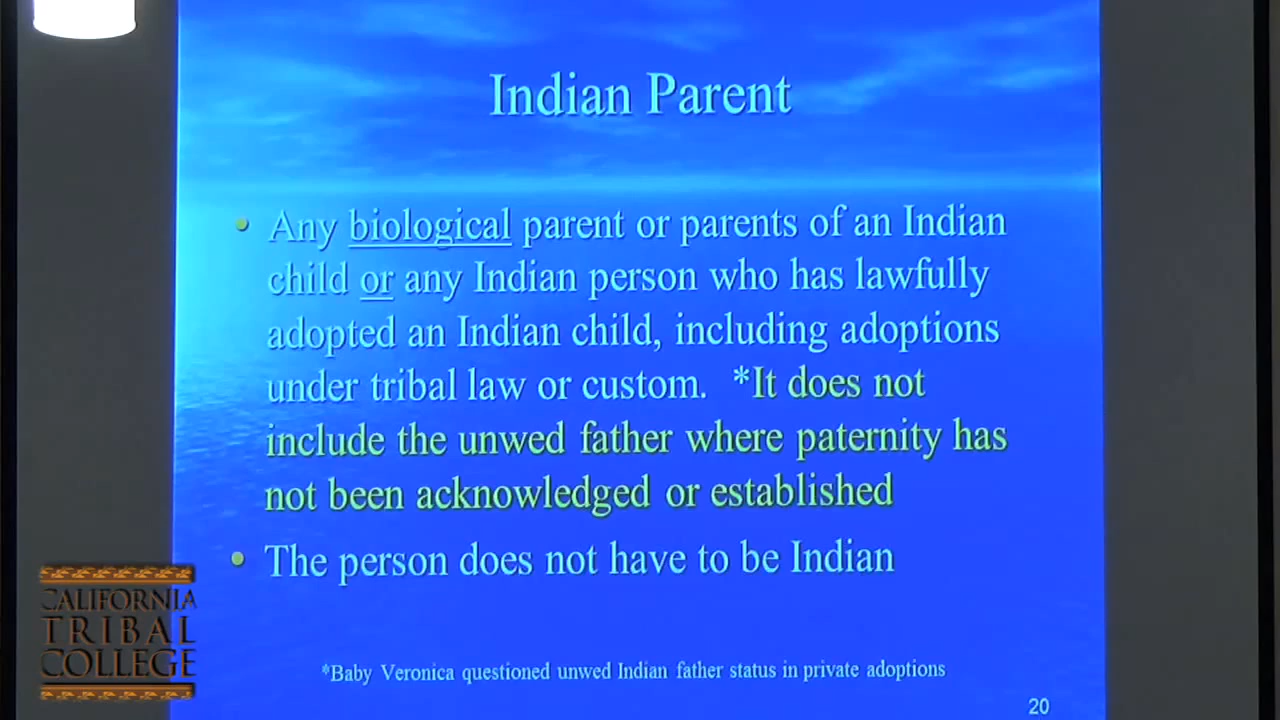 Indian Parent
• Any biological parent or parents of an Indian
child or any Indian person who has lawfully
adopted an Indian child, including adoptions
under tribal law or custom. *It does not
include the unwed father where paternity has
not been acknowledged or established
• The person does not have to be Indian
*Baby Veronica questioned unwed Indian father status in private adoptions
20
CALIFORNIA
TRIBAL
COLLEGE